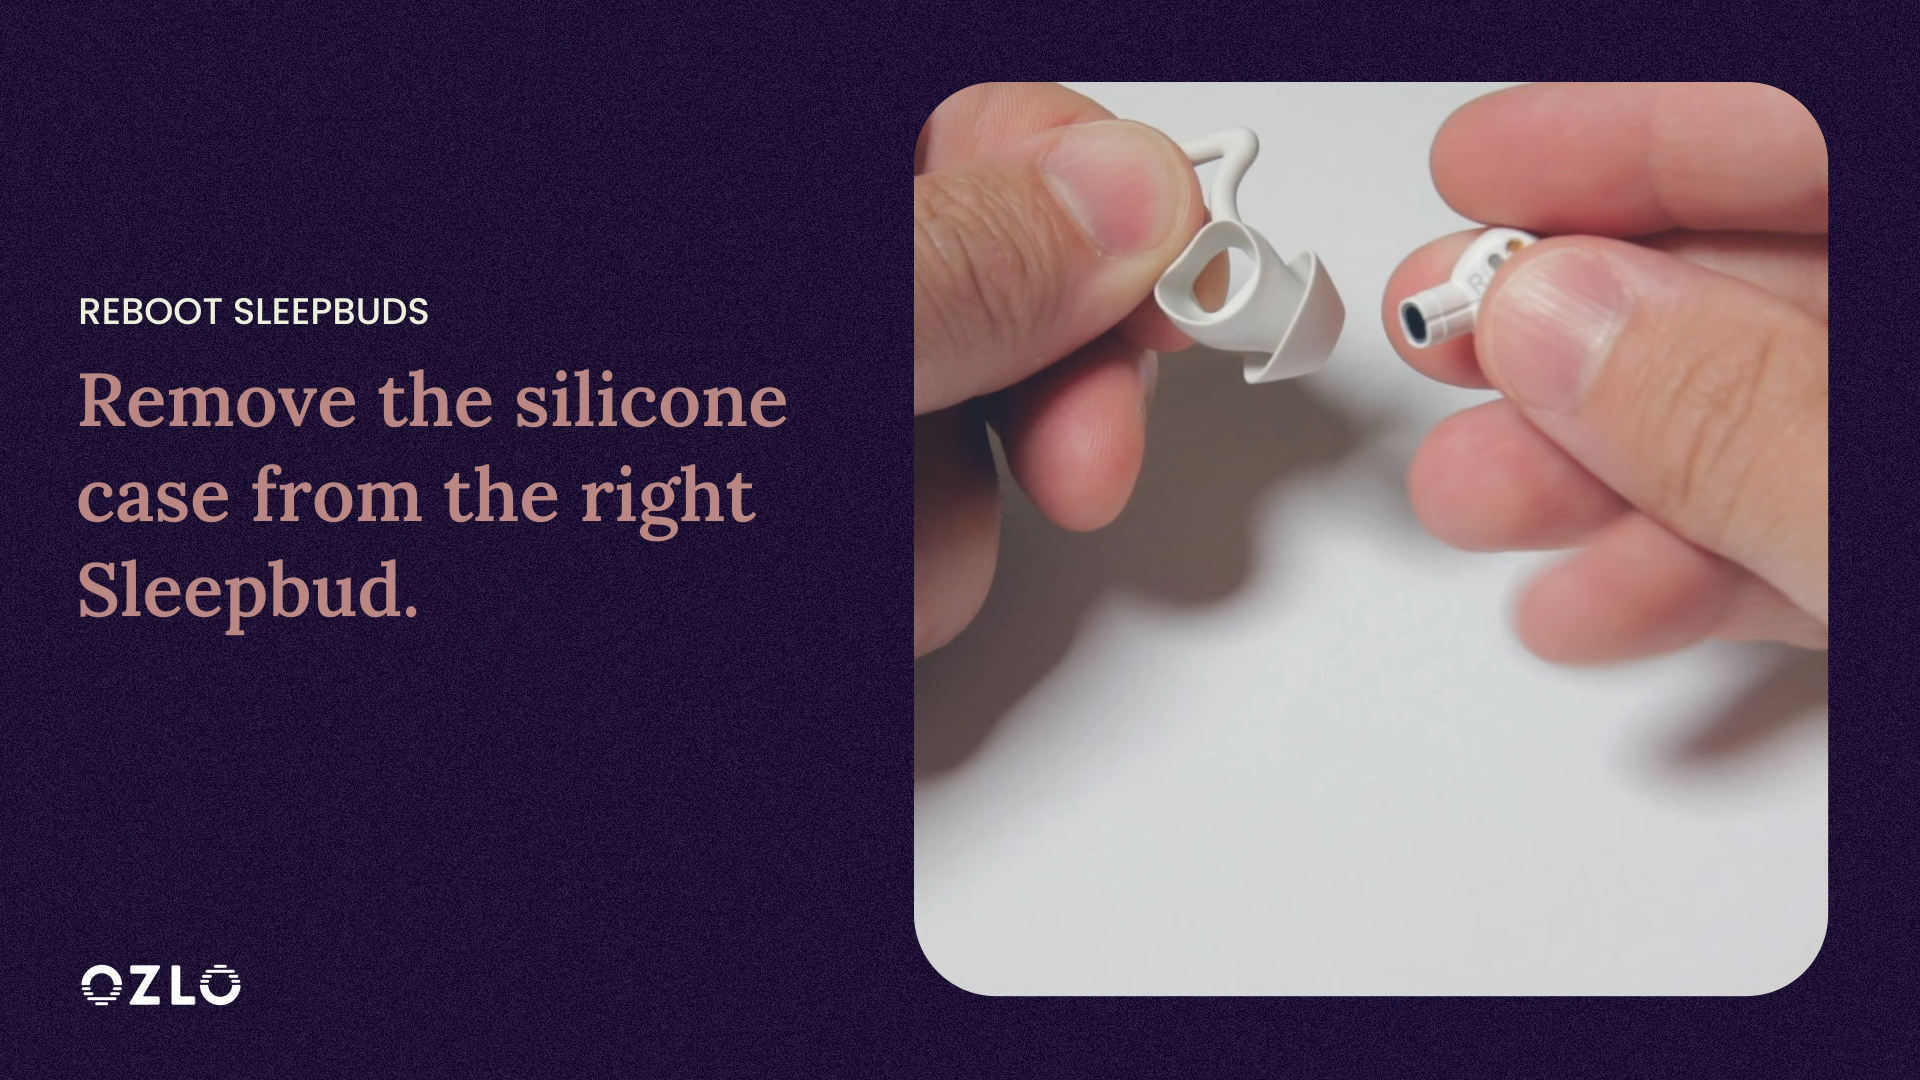 REBOOT SLEEPBUDS
Remove the silicone
case from the right
Sleepbud.
R
OZLO